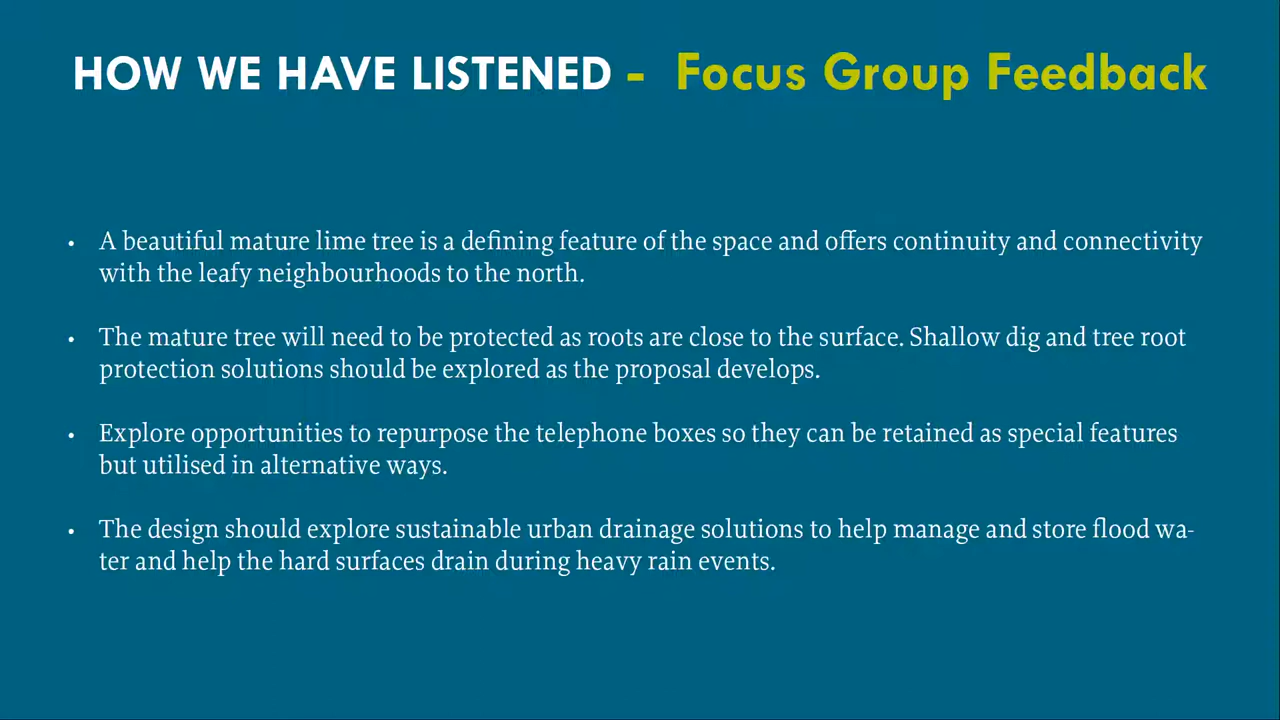 HOW WE HAVE LISTENED - Focus Group Feedback
• A beautiful mature lime tree is a defining feature of the space and offers continuity and connectivity
with the leafy neighbourhoods to the north.
• The mature tree will need to be protected as roots are close to the surface. Shallow dig and tree root
protection solutions should be explored as the proposal develops.
• Explore opportunities to repurpose the telephone boxes so they can be retained as special features
but utilised in alternative ways.
• The design should explore sustainable urban drainage solutions to help manage and store flood wa-
ter and help the hard surfaces drain during heavy rain events.